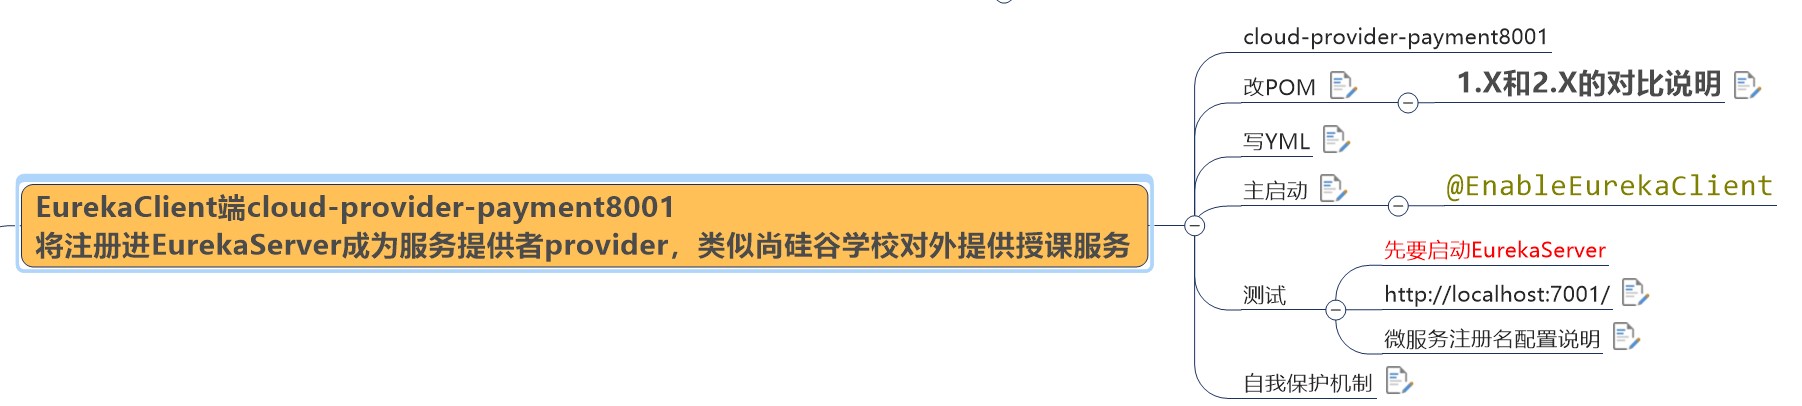 EurekaClient端cloud-provider-payment8001
将注册进EurekaServer成为服务提供者provider，类似尚硅谷学校对外提供授课服务
cloud-provider-payment8001
改POM
1.X和2.X的对比说明
写YML
主启动
@EnableEurekaClient
测试
先要启动EurekaServer
http://localhost:7001/
微服务注册名配置说明
自我保护机制